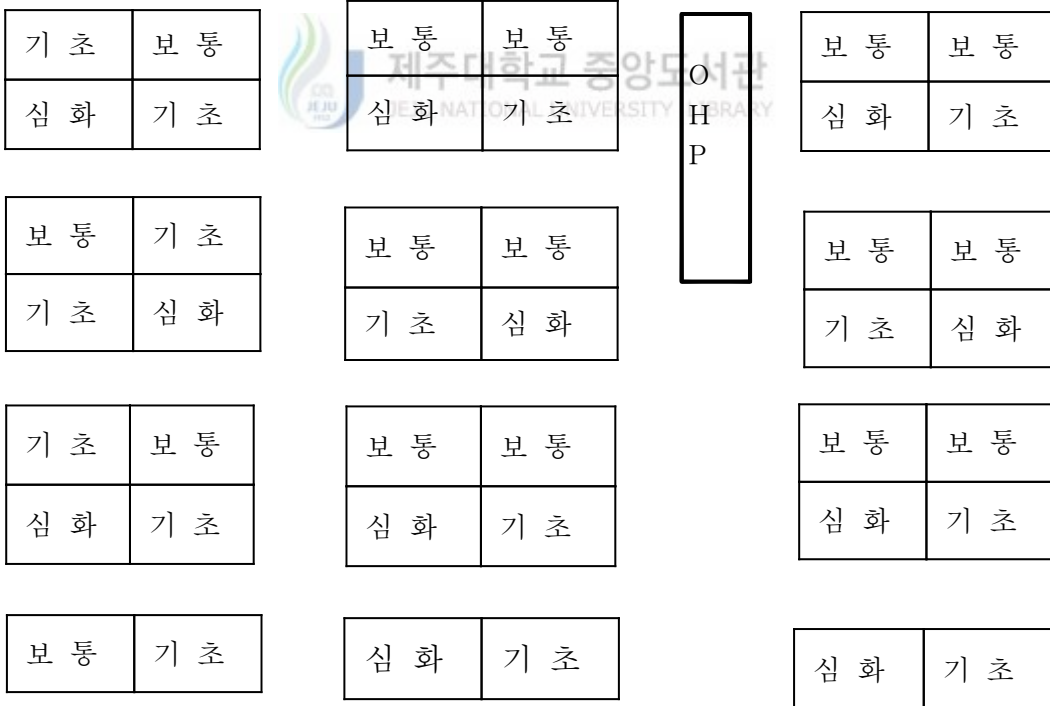 기 초 보 통 보 통 보 통 보 통 보 통
제주대학교 중앙도서관
JEJU NATIONAL UNIVERSITY LIBRARY
심 화 기 초 심 화 기 초 심 화 기 초
O
H
P
보 통 기 초 보 통 보 통 보 통 보 통
기 초 심 화 기 초 심 화 기 초 심 화
기 초 보 통 보 통 보 통 보 통 보 통
심 화 기 초 심 화 기 초 심 화 기 초
보 통 기 초 심 화 기 초 심 화 기 초